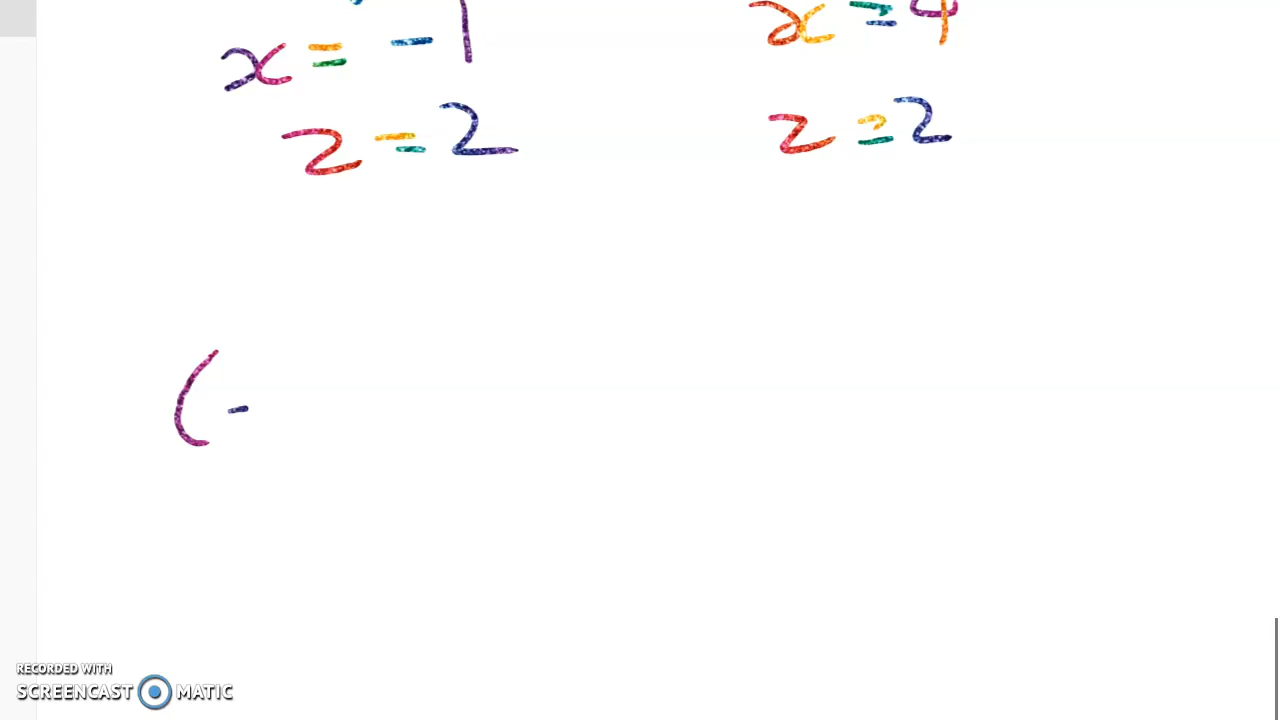 x = -1
x = 4
z = 2
z = 2
(-
RECORDED WITH
SCREENCAST MATIC